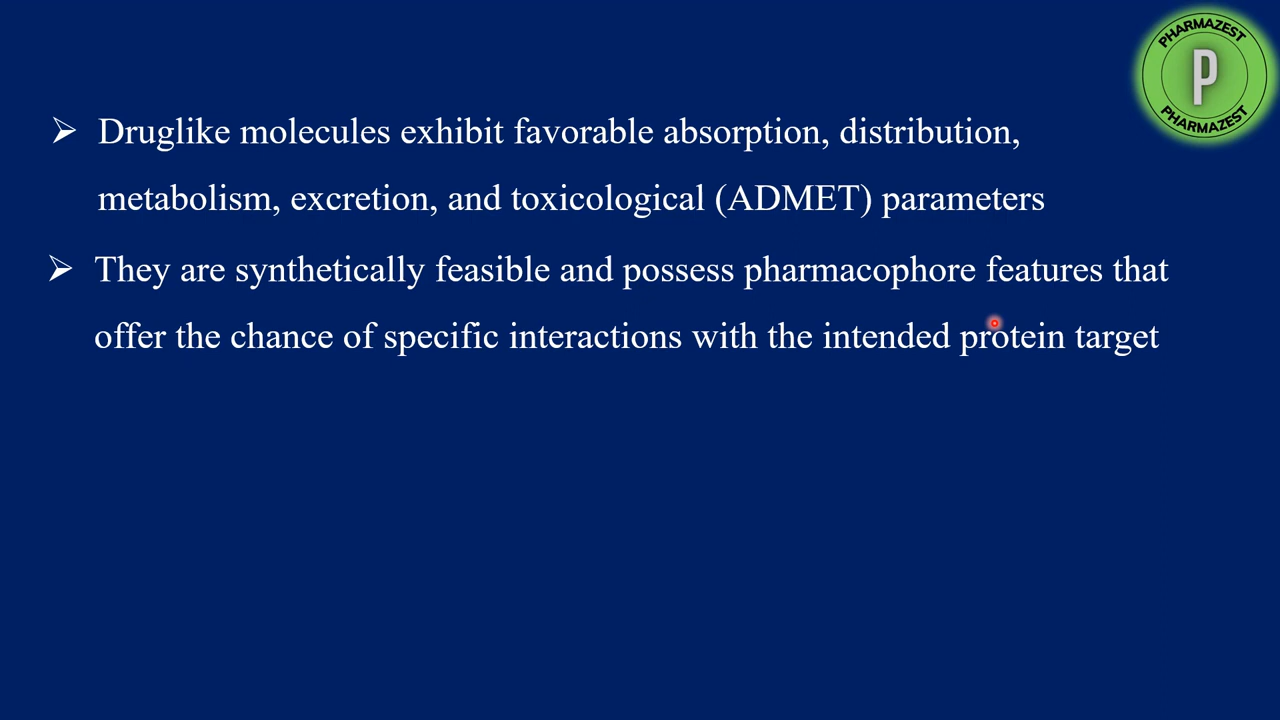 PHARMAZEST
P
PHARMAZEST
➢ Druglike molecules exhibit favorable absorption, distribution,
metabolism, excretion, and toxicological (ADMET) parameters
➢ They are synthetically feasible and possess pharmacophore features that
offer the chance of specific interactions with the intended protein target